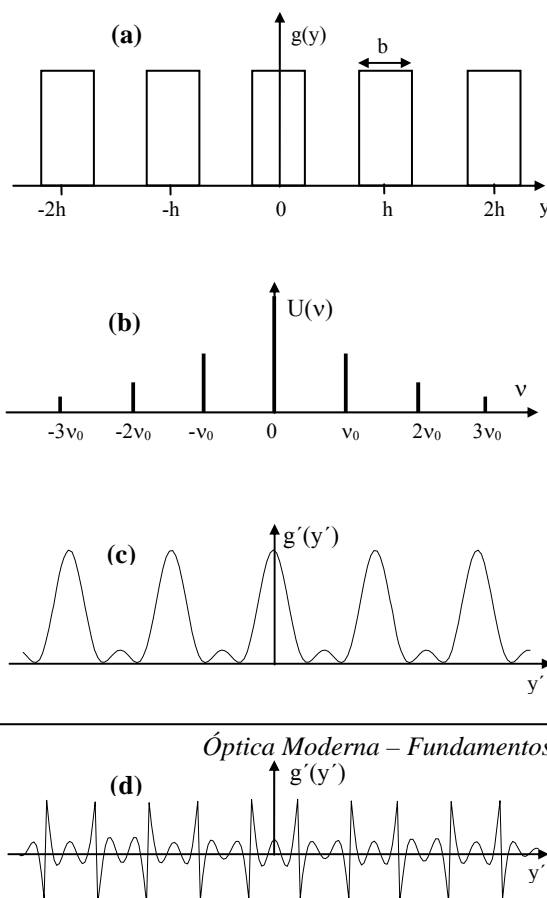 (a)
g(y)
b
-2h -h 0 h 2h y
(b)
U(ν)
ν
-3ν₀ -2ν₀ -ν₀ 0 ν₀ 2ν₀ 3ν₀
(c)
g´(y´)
y´
Óptica Moderna – Fundamentos
(d)
g´(y´)
y´